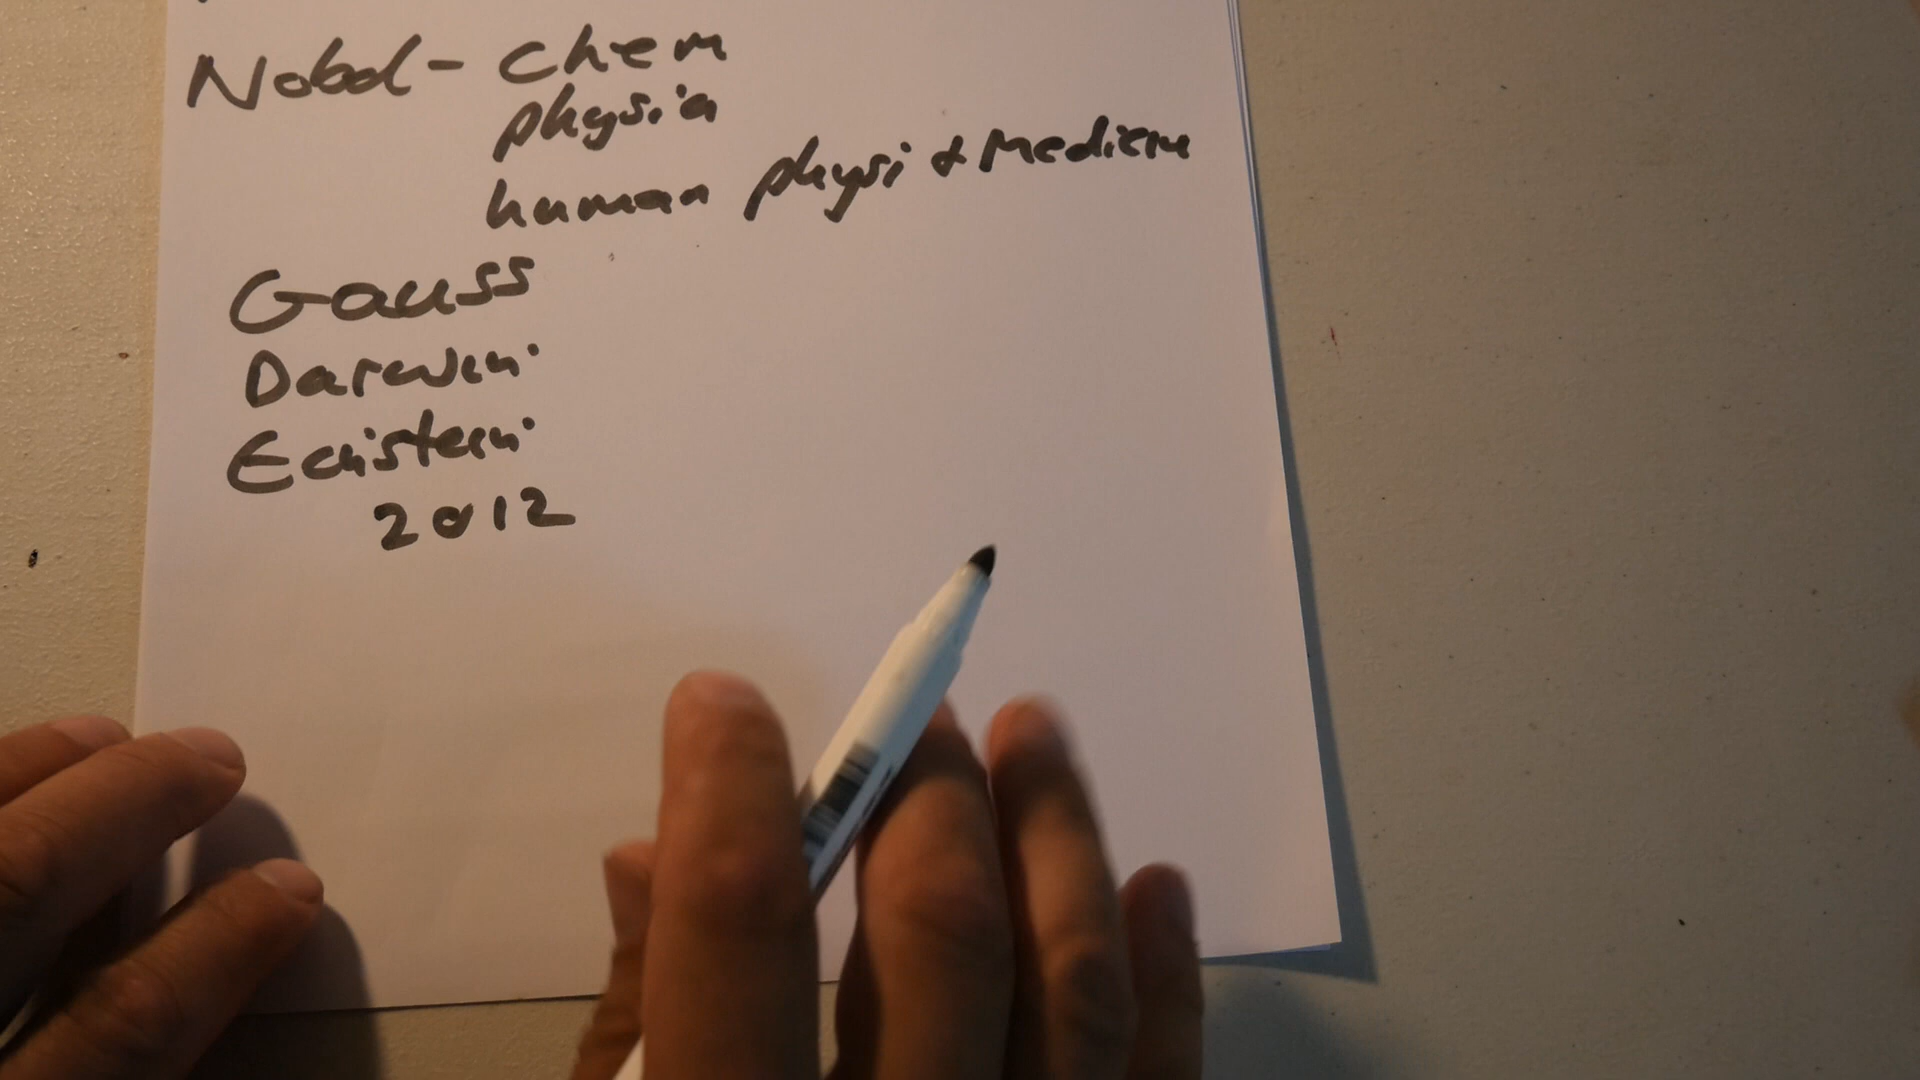 Nobel - Chem
physics
human physi & Medicine
Gauss
Darwin
Einstein
2012